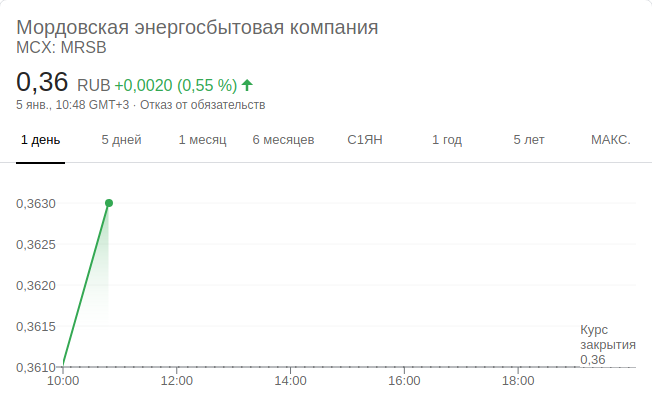 Мордовская энергосбытовая компания
MCX: MRSB
0,36 RUB +0,0020 (0,55 %)
5 янв., 10:48 GMT+3 · Отказ от обязательств
1 день 5 дней 1 месяц 6 месяцев С1ЯН 1 год 5 лет МАКС.
0,3630
0,3625
0,3620
0,3615
0,3610
Курс
закрытия
0,36
10:00 12:00 14:00 16:00 18:00